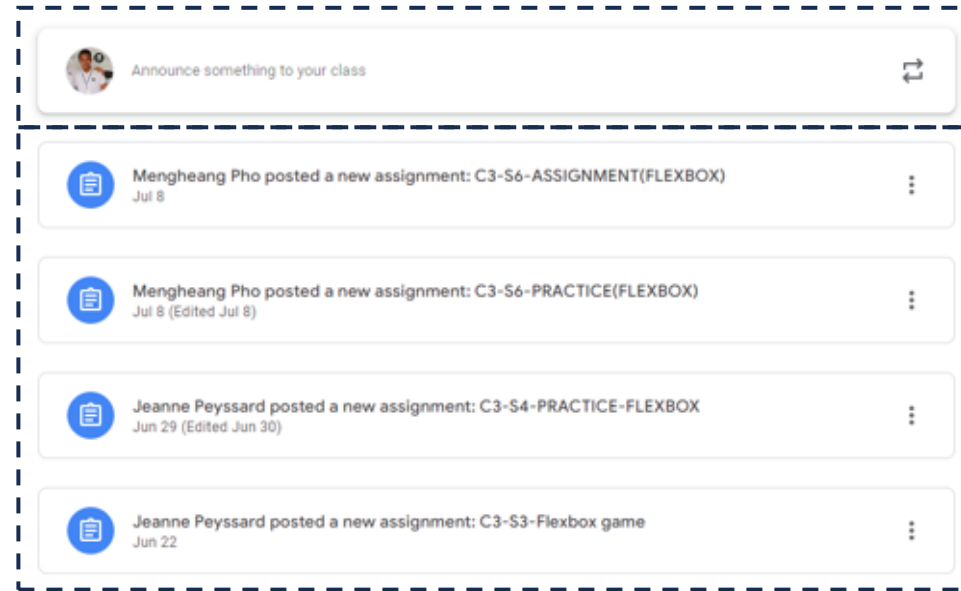 Announce something to your class
Mengheang Pho posted a new assignment: C3-S6-ASSIGNMENT(FLEXBOX)
Jul 8
Mengheang Pho posted a new assignment: C3-S6-PRACTICE(FLEXBOX)
Jul 8 (Edited Jul 8)
Jeanne Peyssard posted a new assignment: C3-S4-PRACTICE-FLEXBOX
Jun 29 (Edited Jun 30)
Jeanne Peyssard posted a new assignment: C3-S3-Flexbox game
Jun 22